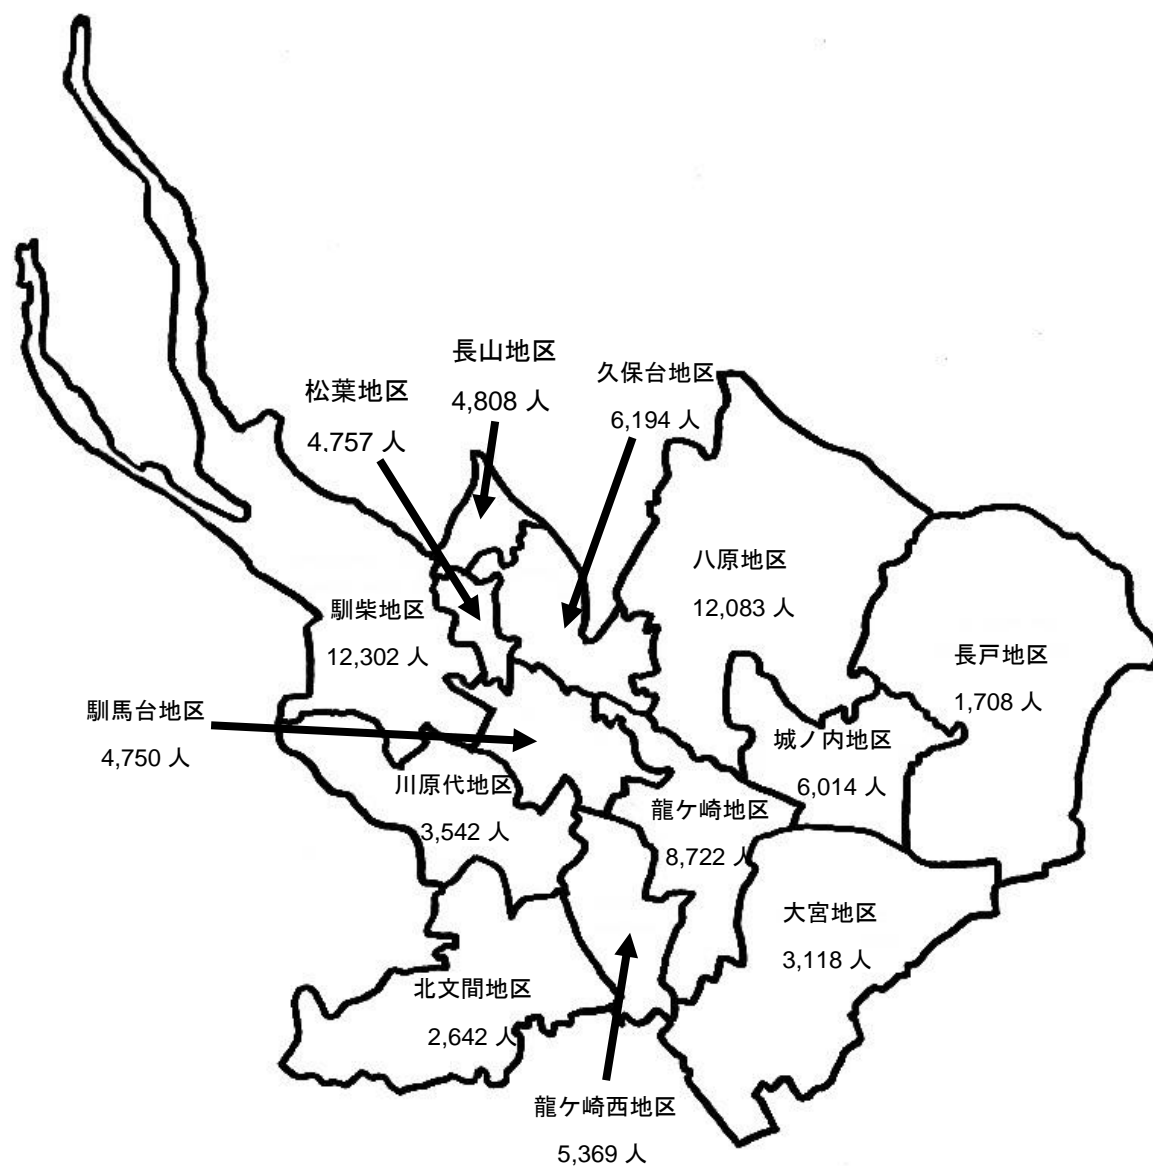 長山地区
4,808 人
久保台地区
6,194 人
松葉地区
4,757 人
八原地区
12,083 人
馴柴地区
12,302 人
長戸地区
1,708 人
馴馬台地区
4,750 人
城ノ内地区
6,014 人
川原代地区
3,542 人
龍ケ崎地区
8,722 人
大宮地区
3,118 人
北文間地区
2,642 人
龍ケ崎西地区
5,369 人